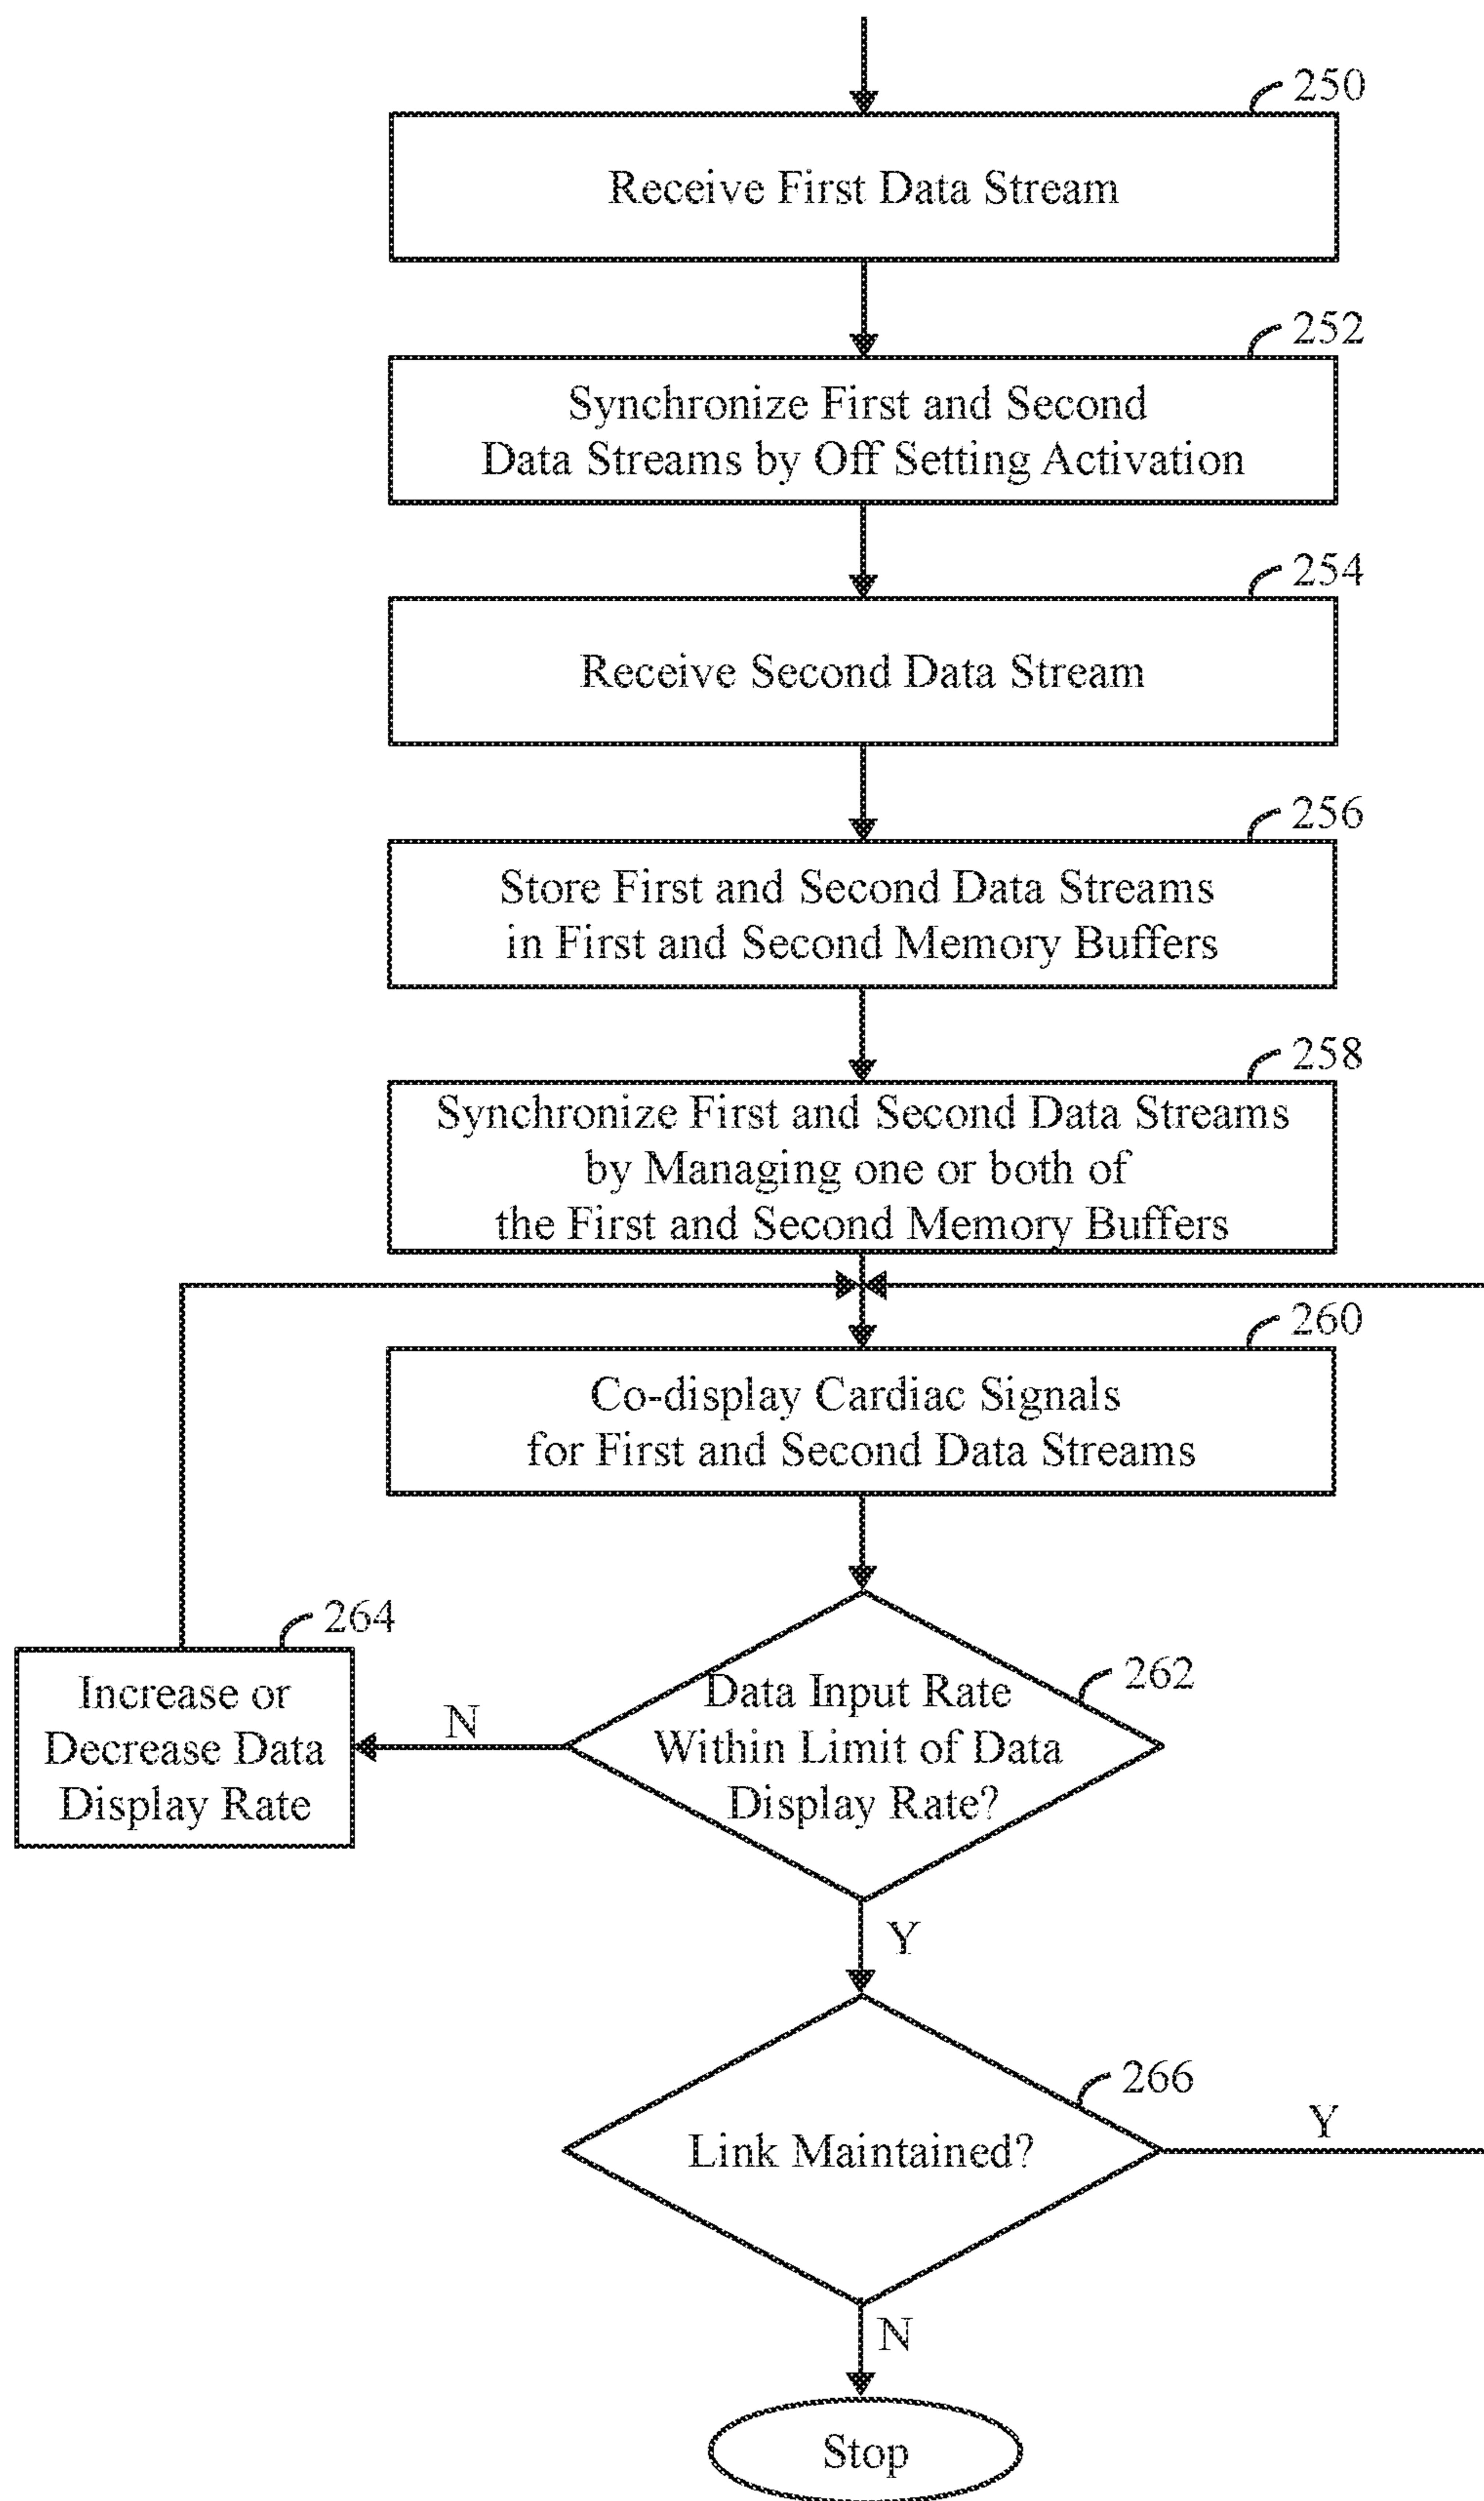 250
Receive First Data Stream
252
Synchronize First and Second
Data Streams by Off Setting Activation
254
Receive Second Data Stream
256
Store First and Second Data Streams
in First and Second Memory Buffers
258
Synchronize First and Second Data Streams
by Managing one or both of
the First and Second Memory Buffers
260
Co-display Cardiac Signals
for First and Second Data Streams
264
Increase or
Decrease Data
Display Rate
N
262
Data Input Rate
Within Limit of Data
Display Rate?
Y
266
Link Maintained?
Y
N
Stop